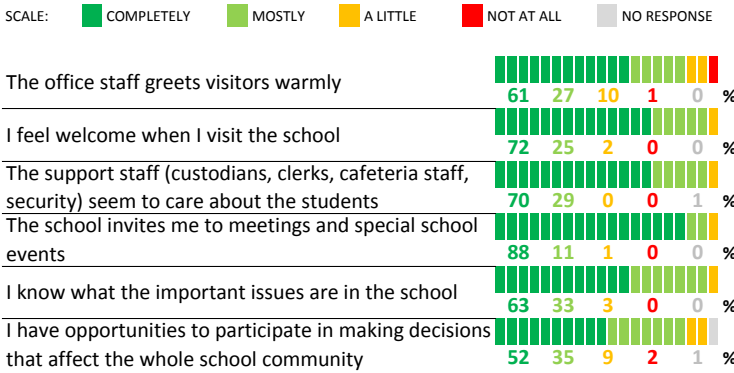 SCALE: COMPLETELY MOSTLY A LITTLE NOT AT ALL NO RESPONSE
The office staff greets visitors warmly
61 27 10 1 0 %
I feel welcome when I visit the school
72 25 2 0 0 %
The support staff (custodians, clerks, cafeteria staff,
security) seem to care about the students
70 29 0 0 1 %
The school invites me to meetings and special school
events
88 11 1 0 0 %
I know what the important issues are in the school
63 33 3 0 0 %
I have opportunities to participate in making decisions
that affect the whole school community
52 35 9 2 1 %